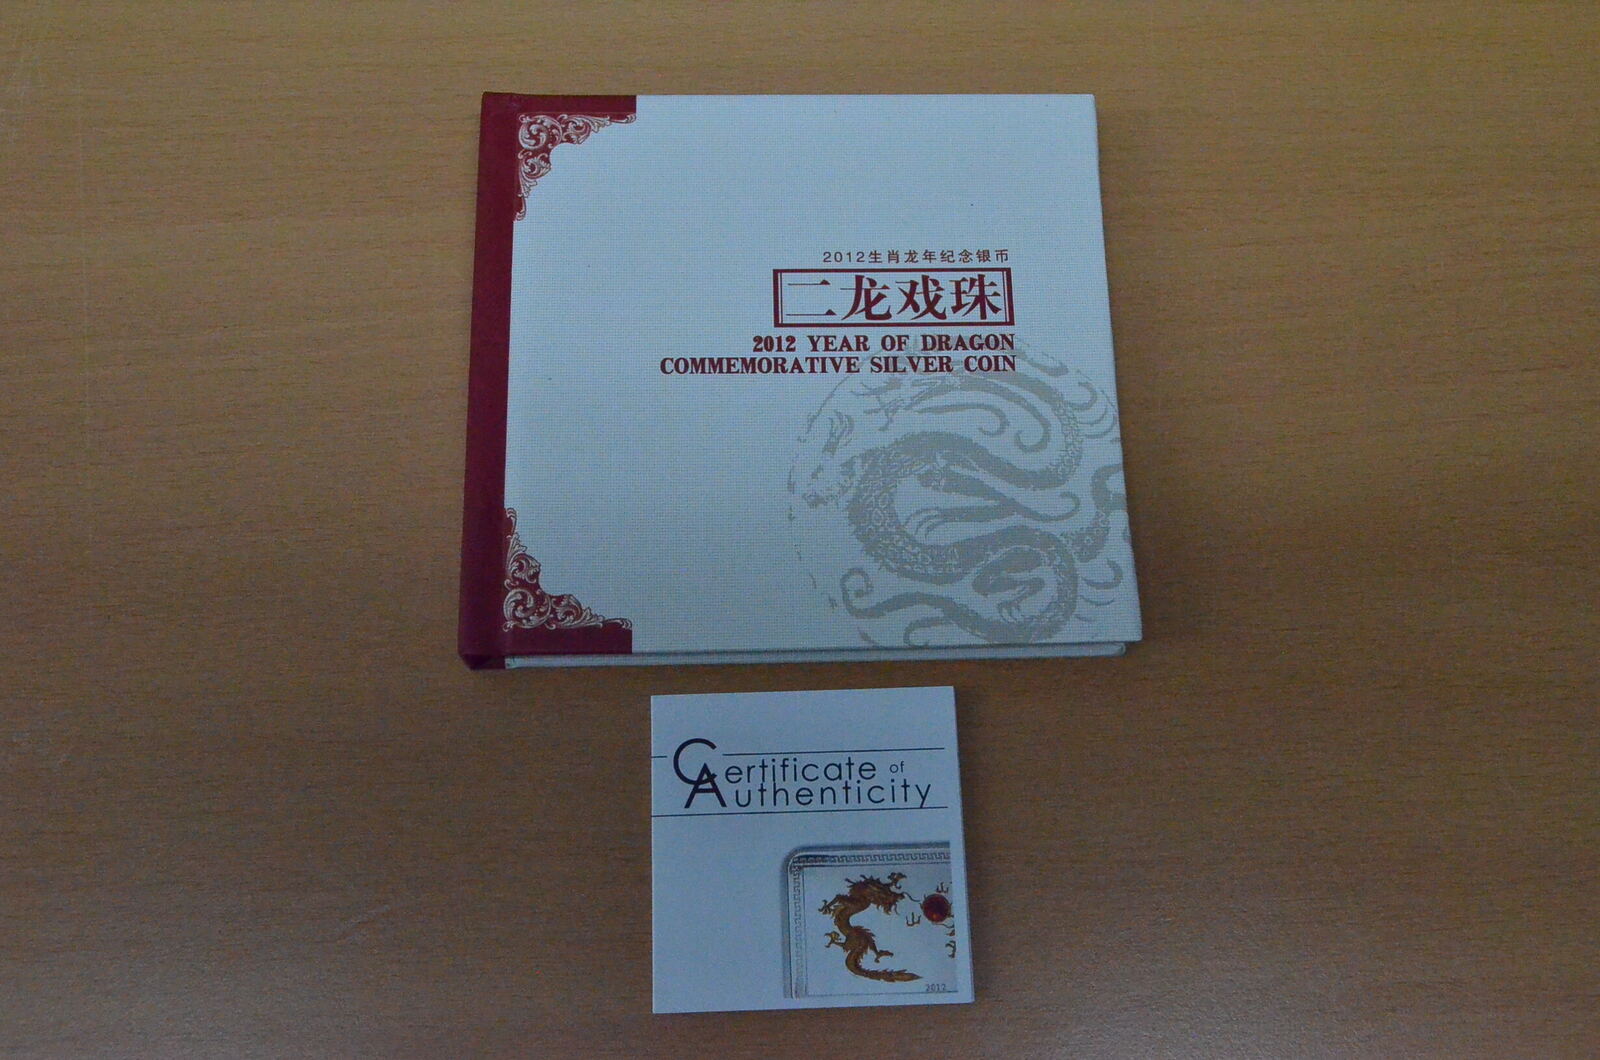 2012生肖龙年纪念银币
二龙戏珠
2012 YEAR OF DRAGON
COMMEMORATIVE SILVER COIN
Certificate of
Authenticity
2012